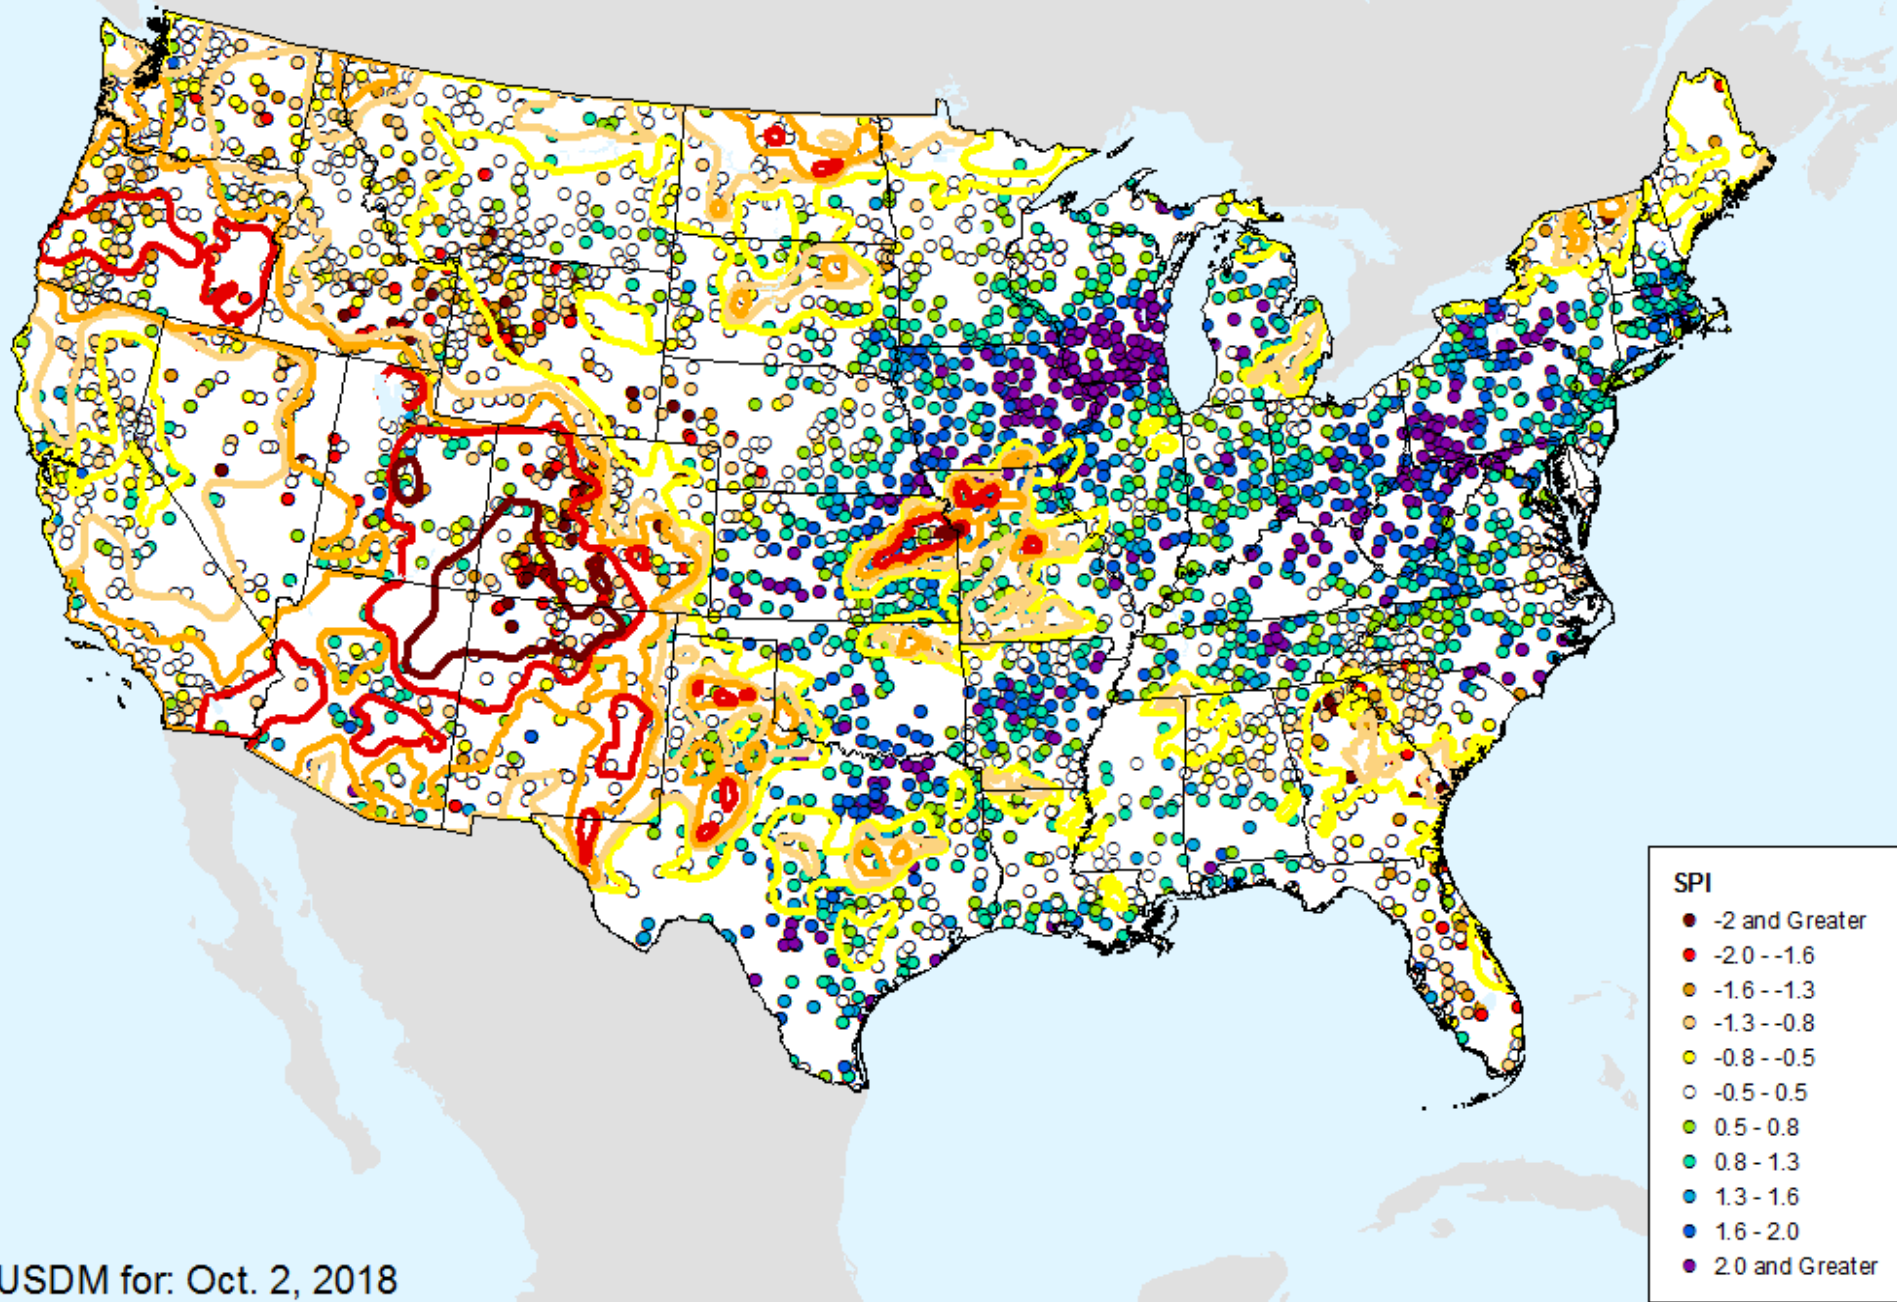 SPI
-2 and Greater
-2.0 - -1.6
-1.6 - -1.3
-1.3 - -0.8
-0.8 - -0.5
-0.5 - 0.5
0.5 - 0.8
0.8 - 1.3
1.3 - 1.6
1.6 - 2.0
2.0 and Greater
USDM for: Oct. 2, 2018